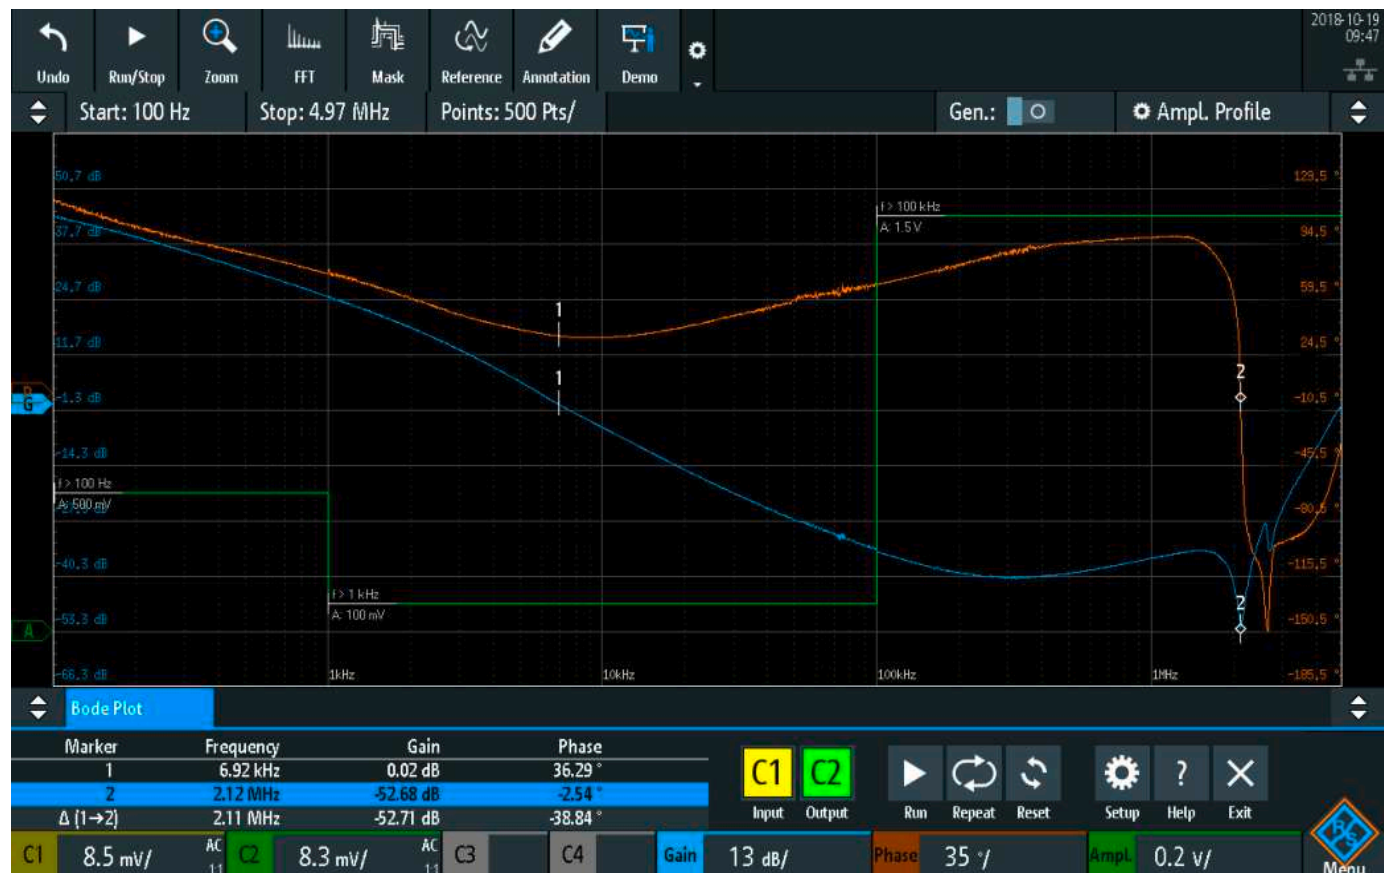 2018-10-19
09:47
Undo Run/Stop Zoom FFT Mask Reference Annotation Demo
Start: 100 Hz Stop: 4.97 MHz Points: 500 Pts/ Gen.: Ampl. Profile
50.7 dB 129.5 °
f > 100 kHz
A: 1.5 V
37.7 dB 94.5 °
24.7 dB 59.5 °
1
11.7 dB 24.5 °
1 2
G -1.3 dB -10.5 °
-14.3 dB -45.5 °
f > 100 Hz
A: 500 mV
-80.5 °
-40.3 dB -115.5 °
f > 1 kHz
2
A: 100 mV
A -53.3 dB -150.5 °
-66.3 dB 1kHz 10kHz 100kHz 1MHz -185.5 °
Bode Plot
Marker Frequency Gain Phase
1 6.92 kHz 0.02 dB 36.29 °
2 2.12 MHz -52.68 dB -2.54 °
Δ (1→2) 2.11 MHz -52.71 dB -38.84 °
C1 C2 ?
Input Output Run Repeat Reset Setup Help Exit
C1 8.5 mV/ AC 1:1 C2 8.3 mV/ AC 1:1 C3 C4 Gain 13 dB/ Phase 35 °/ Ampl. 0.2 V/
R&S
Menu